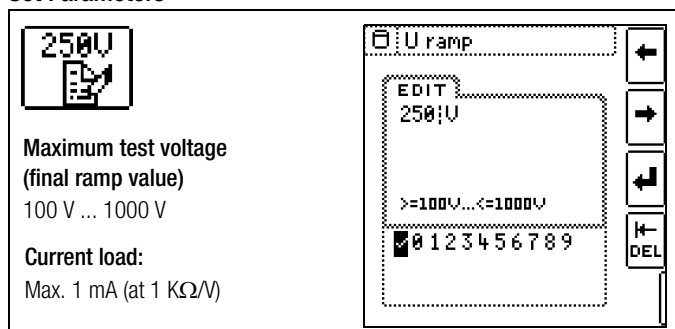 Set Parameters
250V
Maximum test voltage
(final ramp value)
100 V ... 1000 V
Current load:
Max. 1 mA (at 1 KΩ/V)
U ramp
EDIT
250¦V
>=100V...<=1000V
✓0123456789
DEL